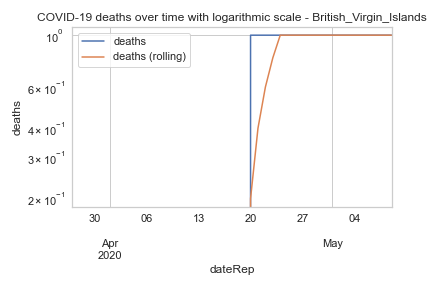 COVID-19 deaths over time with logarithmic scale - British_Virgin_Islands
deaths
deaths (rolling)
10⁰
6 × 10⁻¹
4 × 10⁻¹
3 × 10⁻¹
2 × 10⁻¹
deaths
30 06 13 20 27 04
Apr May
2020
dateRep